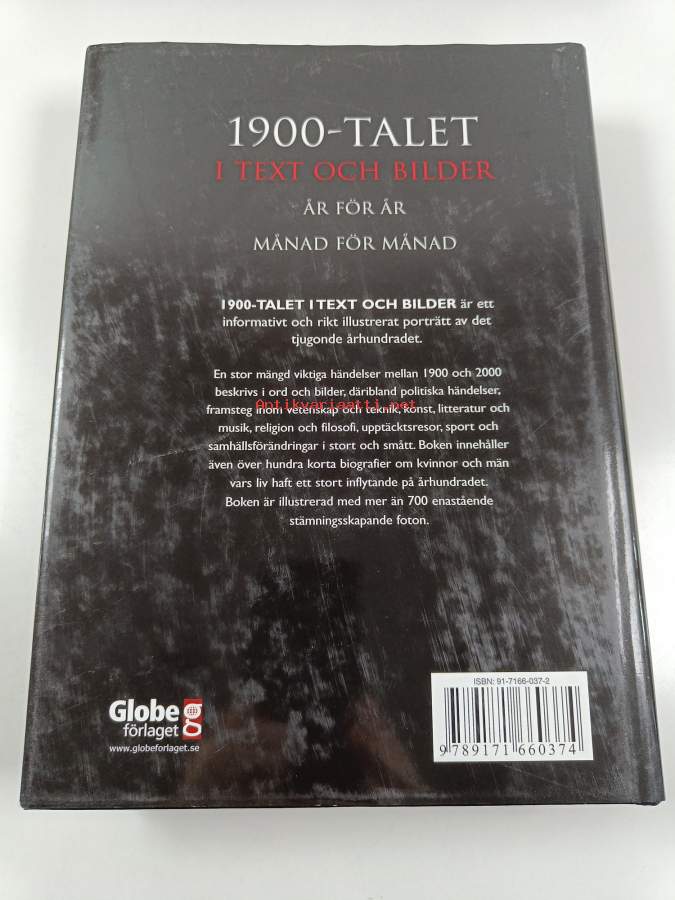 1900-TALET
I TEXT OCH BILDER
ÅR FÖR ÅR
MÅNAD FÖR MÅNAD
1900-TALET I TEXT OCH BILDER är ett
informativt och rikt illustrerat porträtt av det
tjugonde århundradet.
En stor mängd viktiga händelser mellan 1900 och 2000
beskrivs i ord och bilder, däribland politiska händelser,
Antikvariaatti.net
framsteg inom vetenskap och teknik, konst, litteratur och
musik, religion och filosofi, upptäcktsresor, sport och
samhällsförändringar i stort och smått. Boken innehåller
även över hundra korta biografier om kvinnor och män
vars liv haft ett stort inflytande på århundradet.
Boken är illustrerad med mer än 700 enastående
stämningsskapande foton.
ISBN: 91-7166-037-2
9 789171 660374
Globe
förlaget
g
www.globeforlaget.se